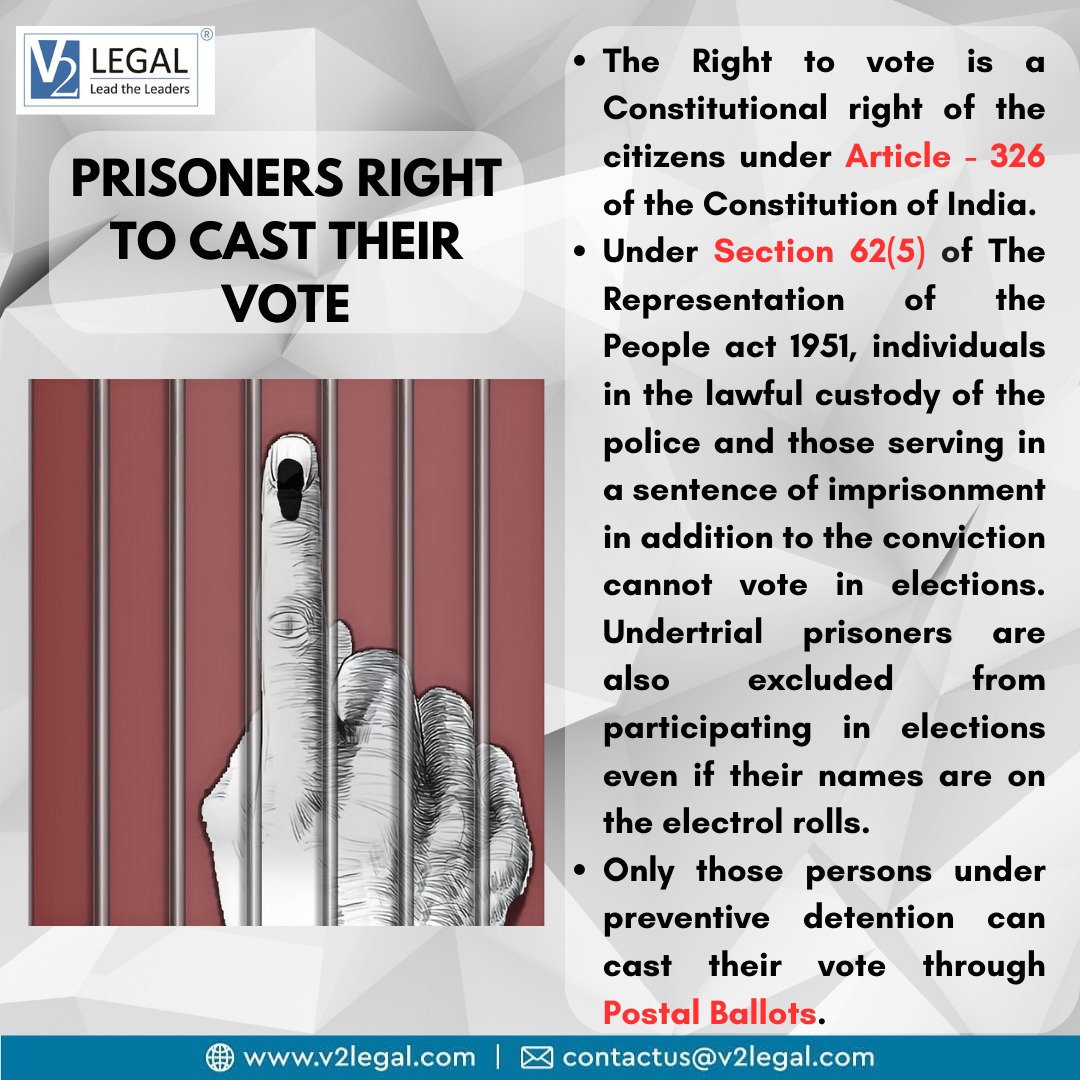 V2 LEGAL ®
Lead the Leaders
PRISONERS RIGHT
TO CAST THEIR
VOTE
• The Right to vote is a
Constitutional right of the
citizens under Article - 326
of the Constitution of India.
• Under Section 62(5) of The
Representation of the
People act 1951, individuals
in the lawful custody of the
police and those serving in
a sentence of imprisonment
in addition to the conviction
cannot vote in elections.
Undertrial prisoners are
also excluded from
participating in elections
even if their names are on
the electrol rolls.
• Only those persons under
preventive detention can
cast their vote through
Postal Ballots.
www.v2legal.com | contactus@v2legal.com